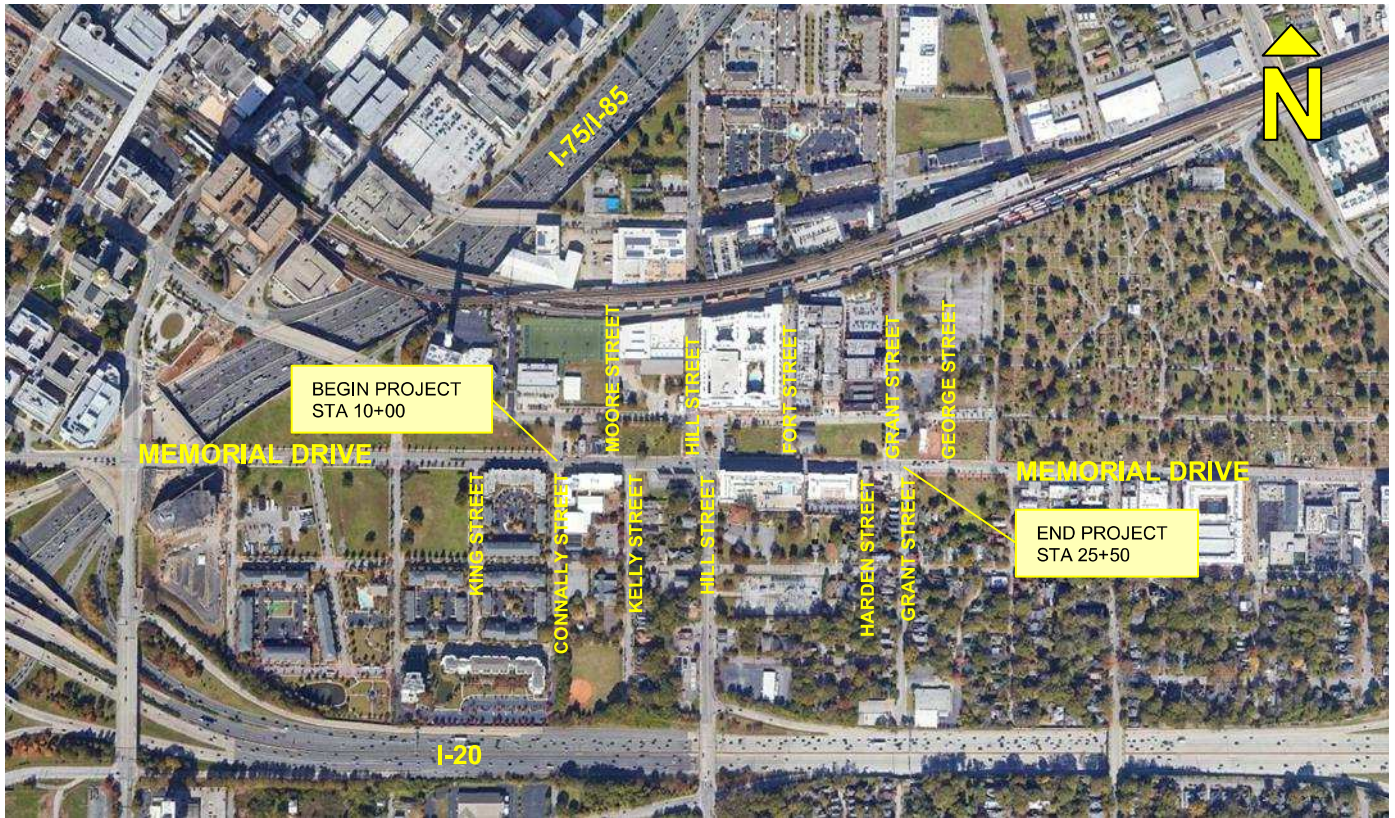 N
I-75/I-85
BEGIN PROJECT
STA 10+00
MOORE STREET
HILL STREET
FORT STREET
GRANT STREET
GEORGE STREET
MEMORIAL DRIVE
MEMORIAL DRIVE
KING STREET
CONNALLY STREET
KELLY STREET
HILL STREET
HARDEN STREET
GRANT STREET
END PROJECT
STA 25+50
I-20